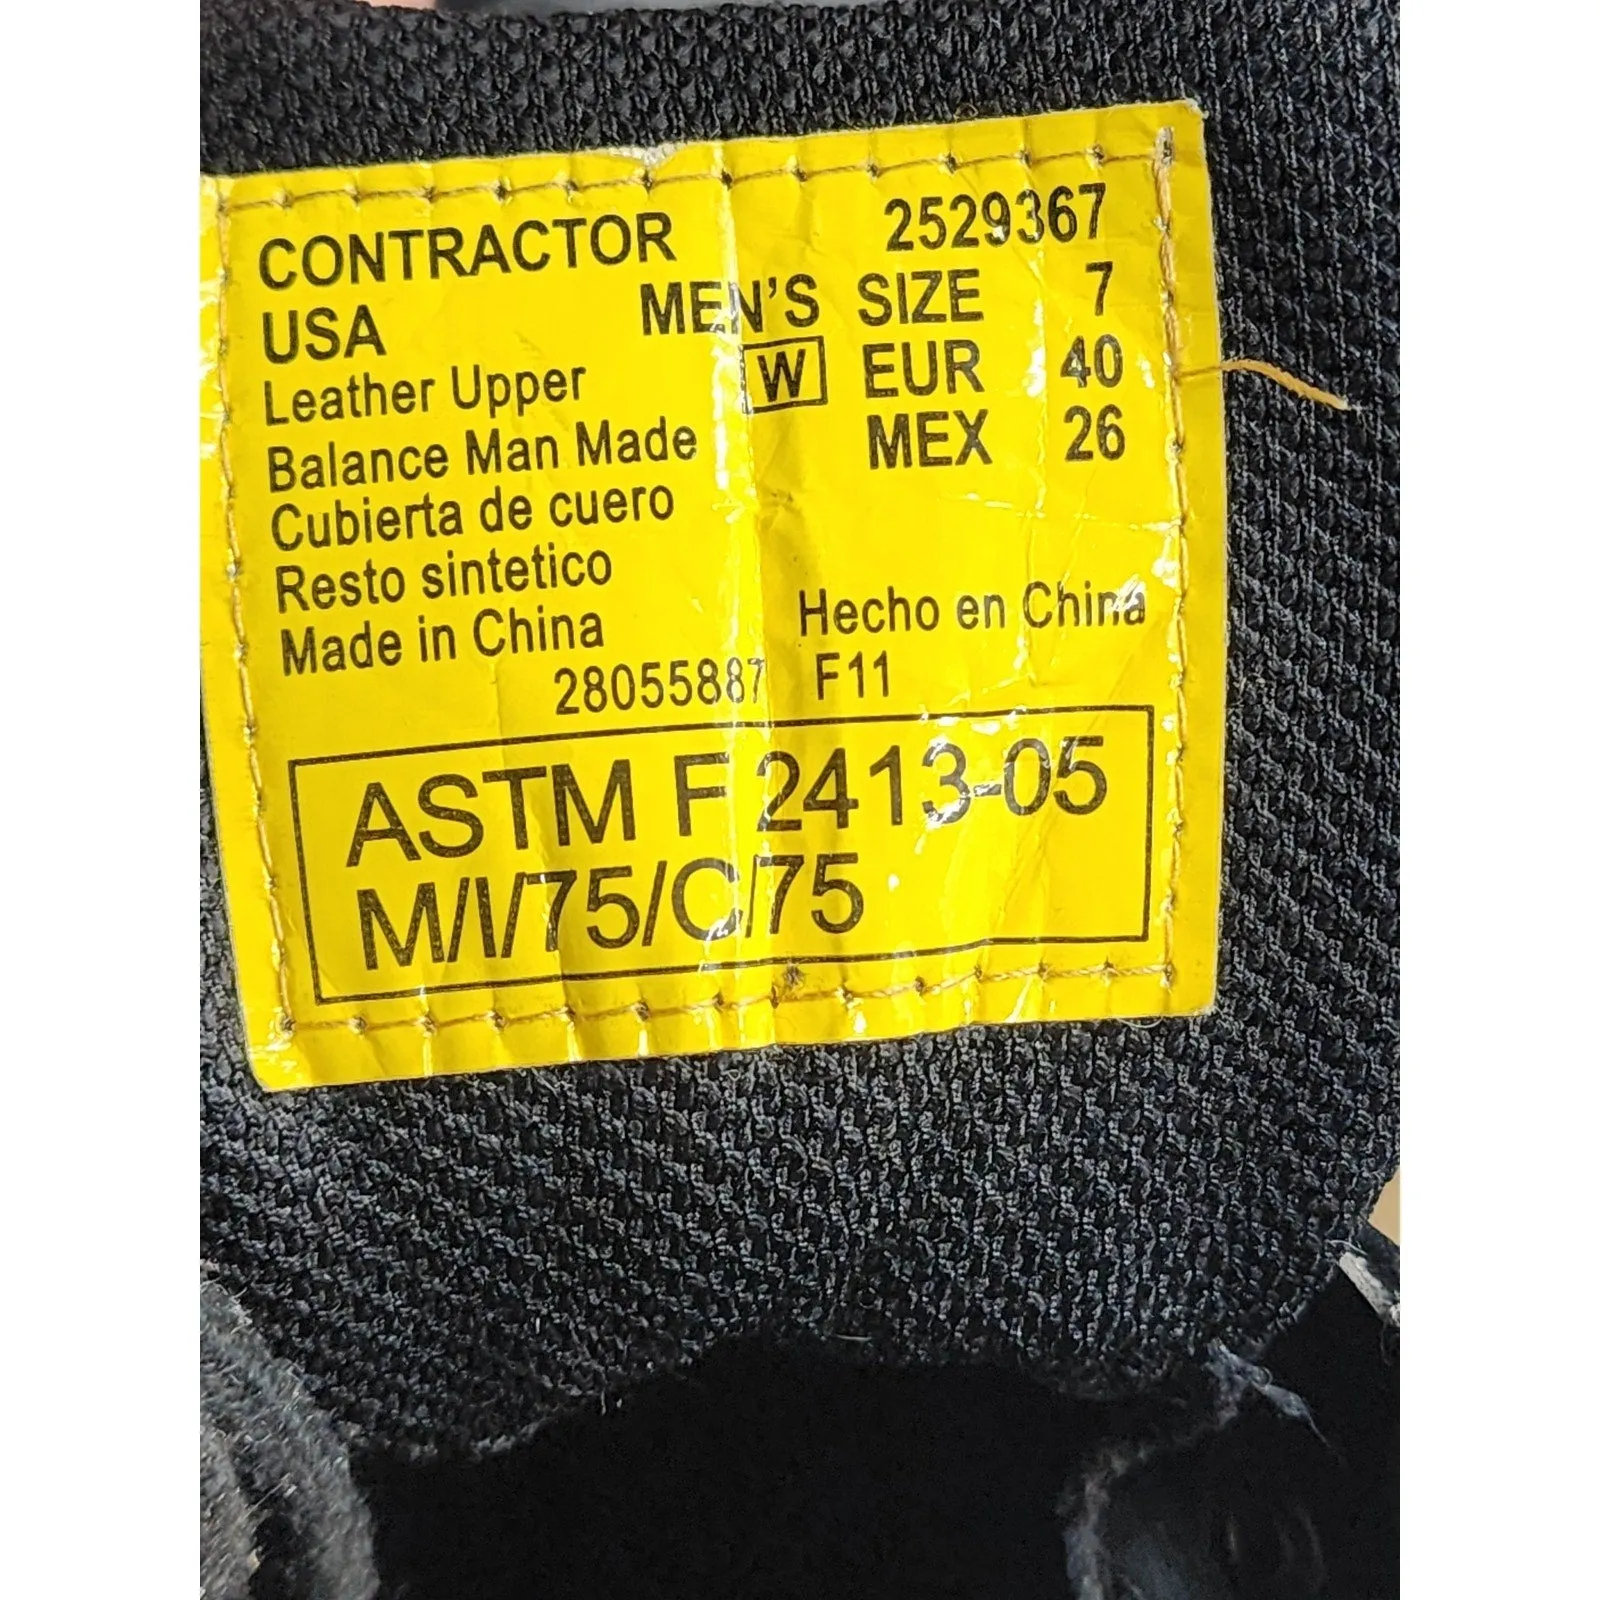 CONTRACTOR 2529367
USA MEN'S SIZE 7
Leather Upper W EUR 40
Balance Man Made MEX 26
Cubierta de cuero
Resto sintetico
Made in China Hecho en China
28055887 F11
ASTM F 2413-05
M/I/75/C/75